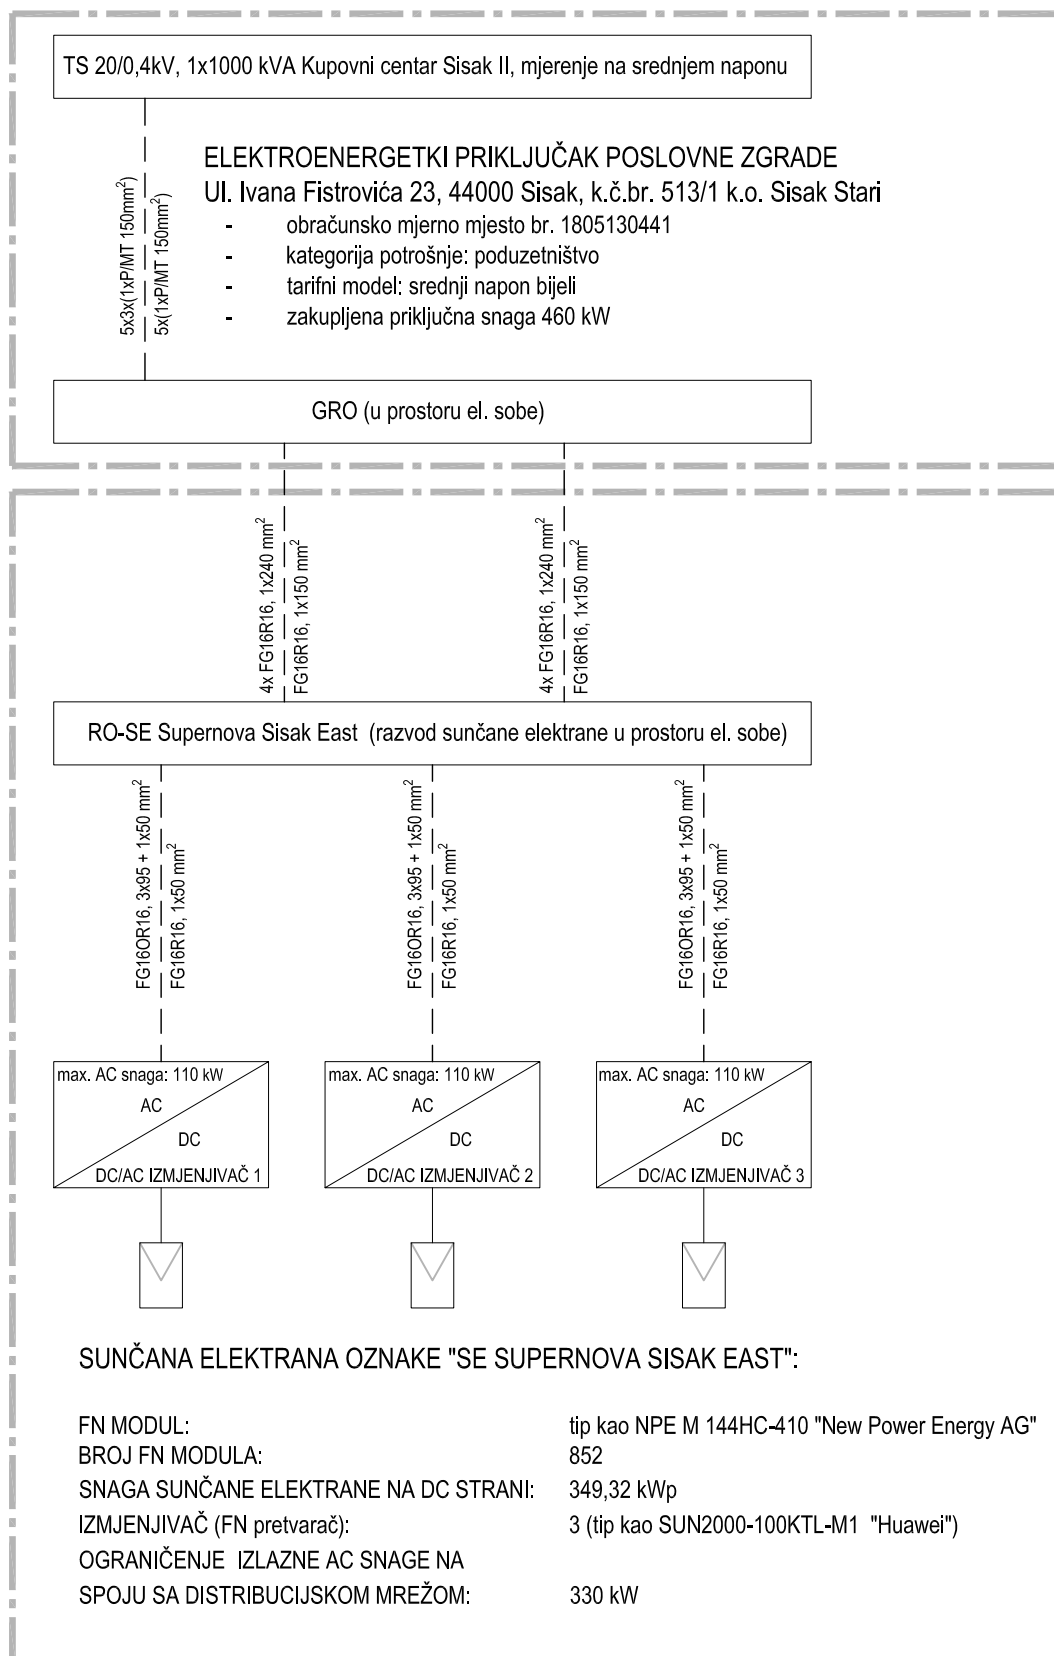 TS 20/0,4kV, 1x1000 kVA Kupovni centar Sisak II, mjerenje na srednjem naponu
5x3x(1xP/MT 150mm²)
5x(1xP/MT 150mm²)
ELEKTROENERGETKI PRIKLJUČAK POSLOVNE ZGRADE
Ul. Ivana Fistrovića 23, 44000 Sisak, k.č.br. 513/1 k.o. Sisak Stari
- obračunsko mjerno mjesto br. 1805130441
- kategorija potrošnje: poduzetništvo
- tarifni model: srednji napon bijeli
- zakupljena priključna snaga 460 kW
GRO (u prostoru el. sobe)
4x FG16R16, 1x240 mm²
FG16R16, 1x150 mm²
4x FG16R16, 1x240 mm²
FG16R16, 1x150 mm²
RO-SE Supernova Sisak East (razvod sunčane elektrane u prostoru el. sobe)
FG16OR16, 3x95 + 1x50 mm²
FG16R16, 1x50 mm²
FG16OR16, 3x95 + 1x50 mm²
FG16R16, 1x50 mm²
FG16OR16, 3x95 + 1x50 mm²
FG16R16, 1x50 mm²
max. AC snaga: 110 kW
AC
DC
DC/AC IZMJENJIVAČ 1
max. AC snaga: 110 kW
AC
DC
DC/AC IZMJENJIVAČ 2
max. AC snaga: 110 kW
AC
DC
DC/AC IZMJENJIVAČ 3
SUNČANA ELEKTRANA OZNAKE "SE SUPERNOVA SISAK EAST":
FN MODUL: tip kao NPE M 144HC-410 "New Power Energy AG"
BROJ FN MODULA: 852
SNAGA SUNČANE ELEKTRANE NA DC STRANI: 349,32 kWp
IZMJENJIVAČ (FN pretvarač): 3 (tip kao SUN2000-100KTL-M1 "Huawei")
OGRANIČENJE IZLAZNE AC SNAGE NA
SPOJU SA DISTRIBUCIJSKOM MREŽOM: 330 kW